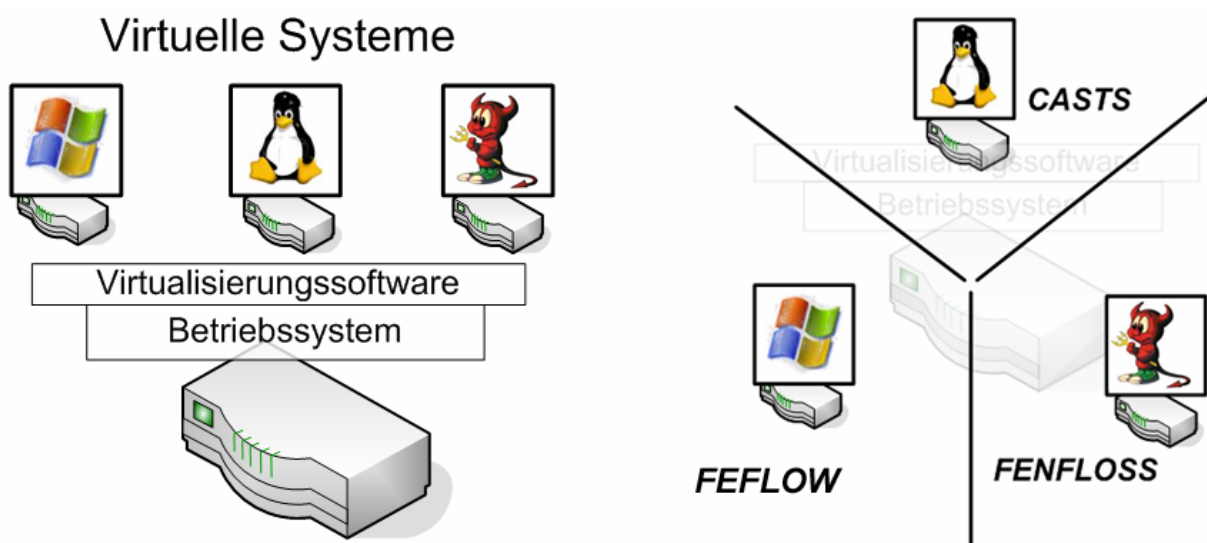 Virtuelle Systeme
Virtualisierungssoftware
Betriebssystem
CASTS
Virtualisierungssoftware
Betriebssystem
FEFLOW
FENFLOSS